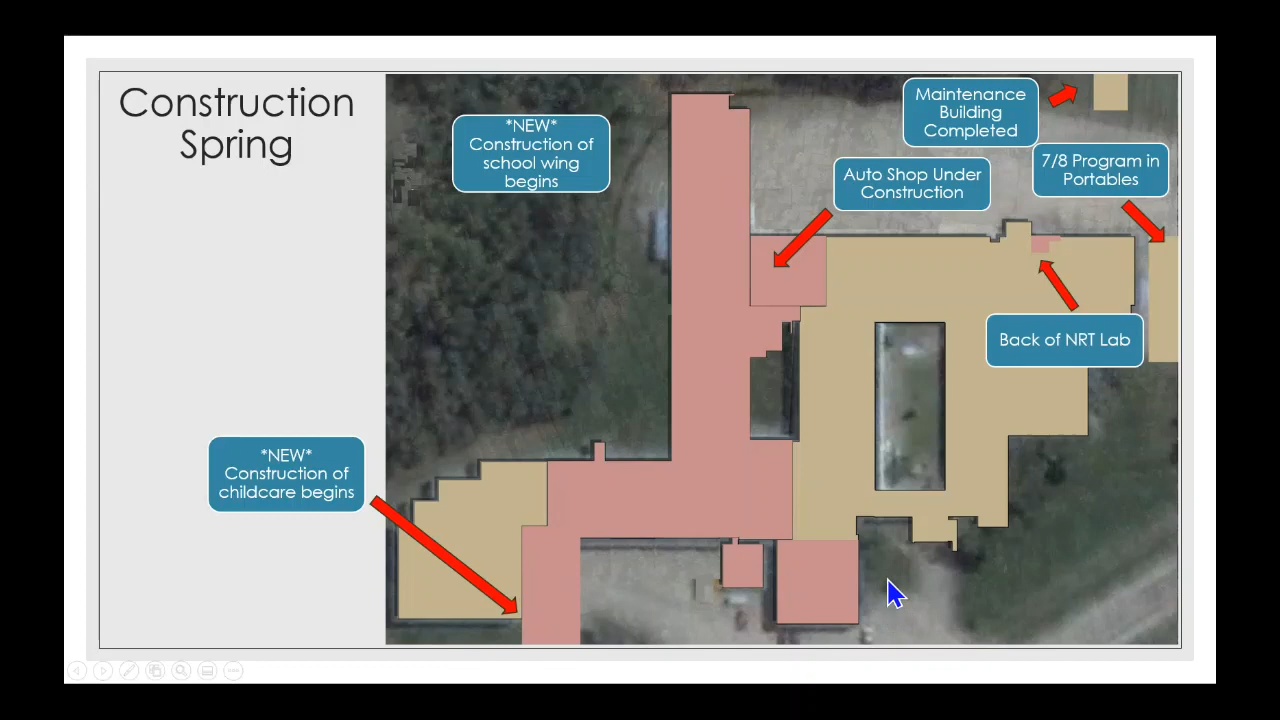 Construction
Spring
*NEW*
Construction of
school wing
begins
Maintenance
Building
Completed
Auto Shop Under
Construction
7/8 Program in
Portables
Back of NRT Lab
*NEW*
Construction of
childcare begins